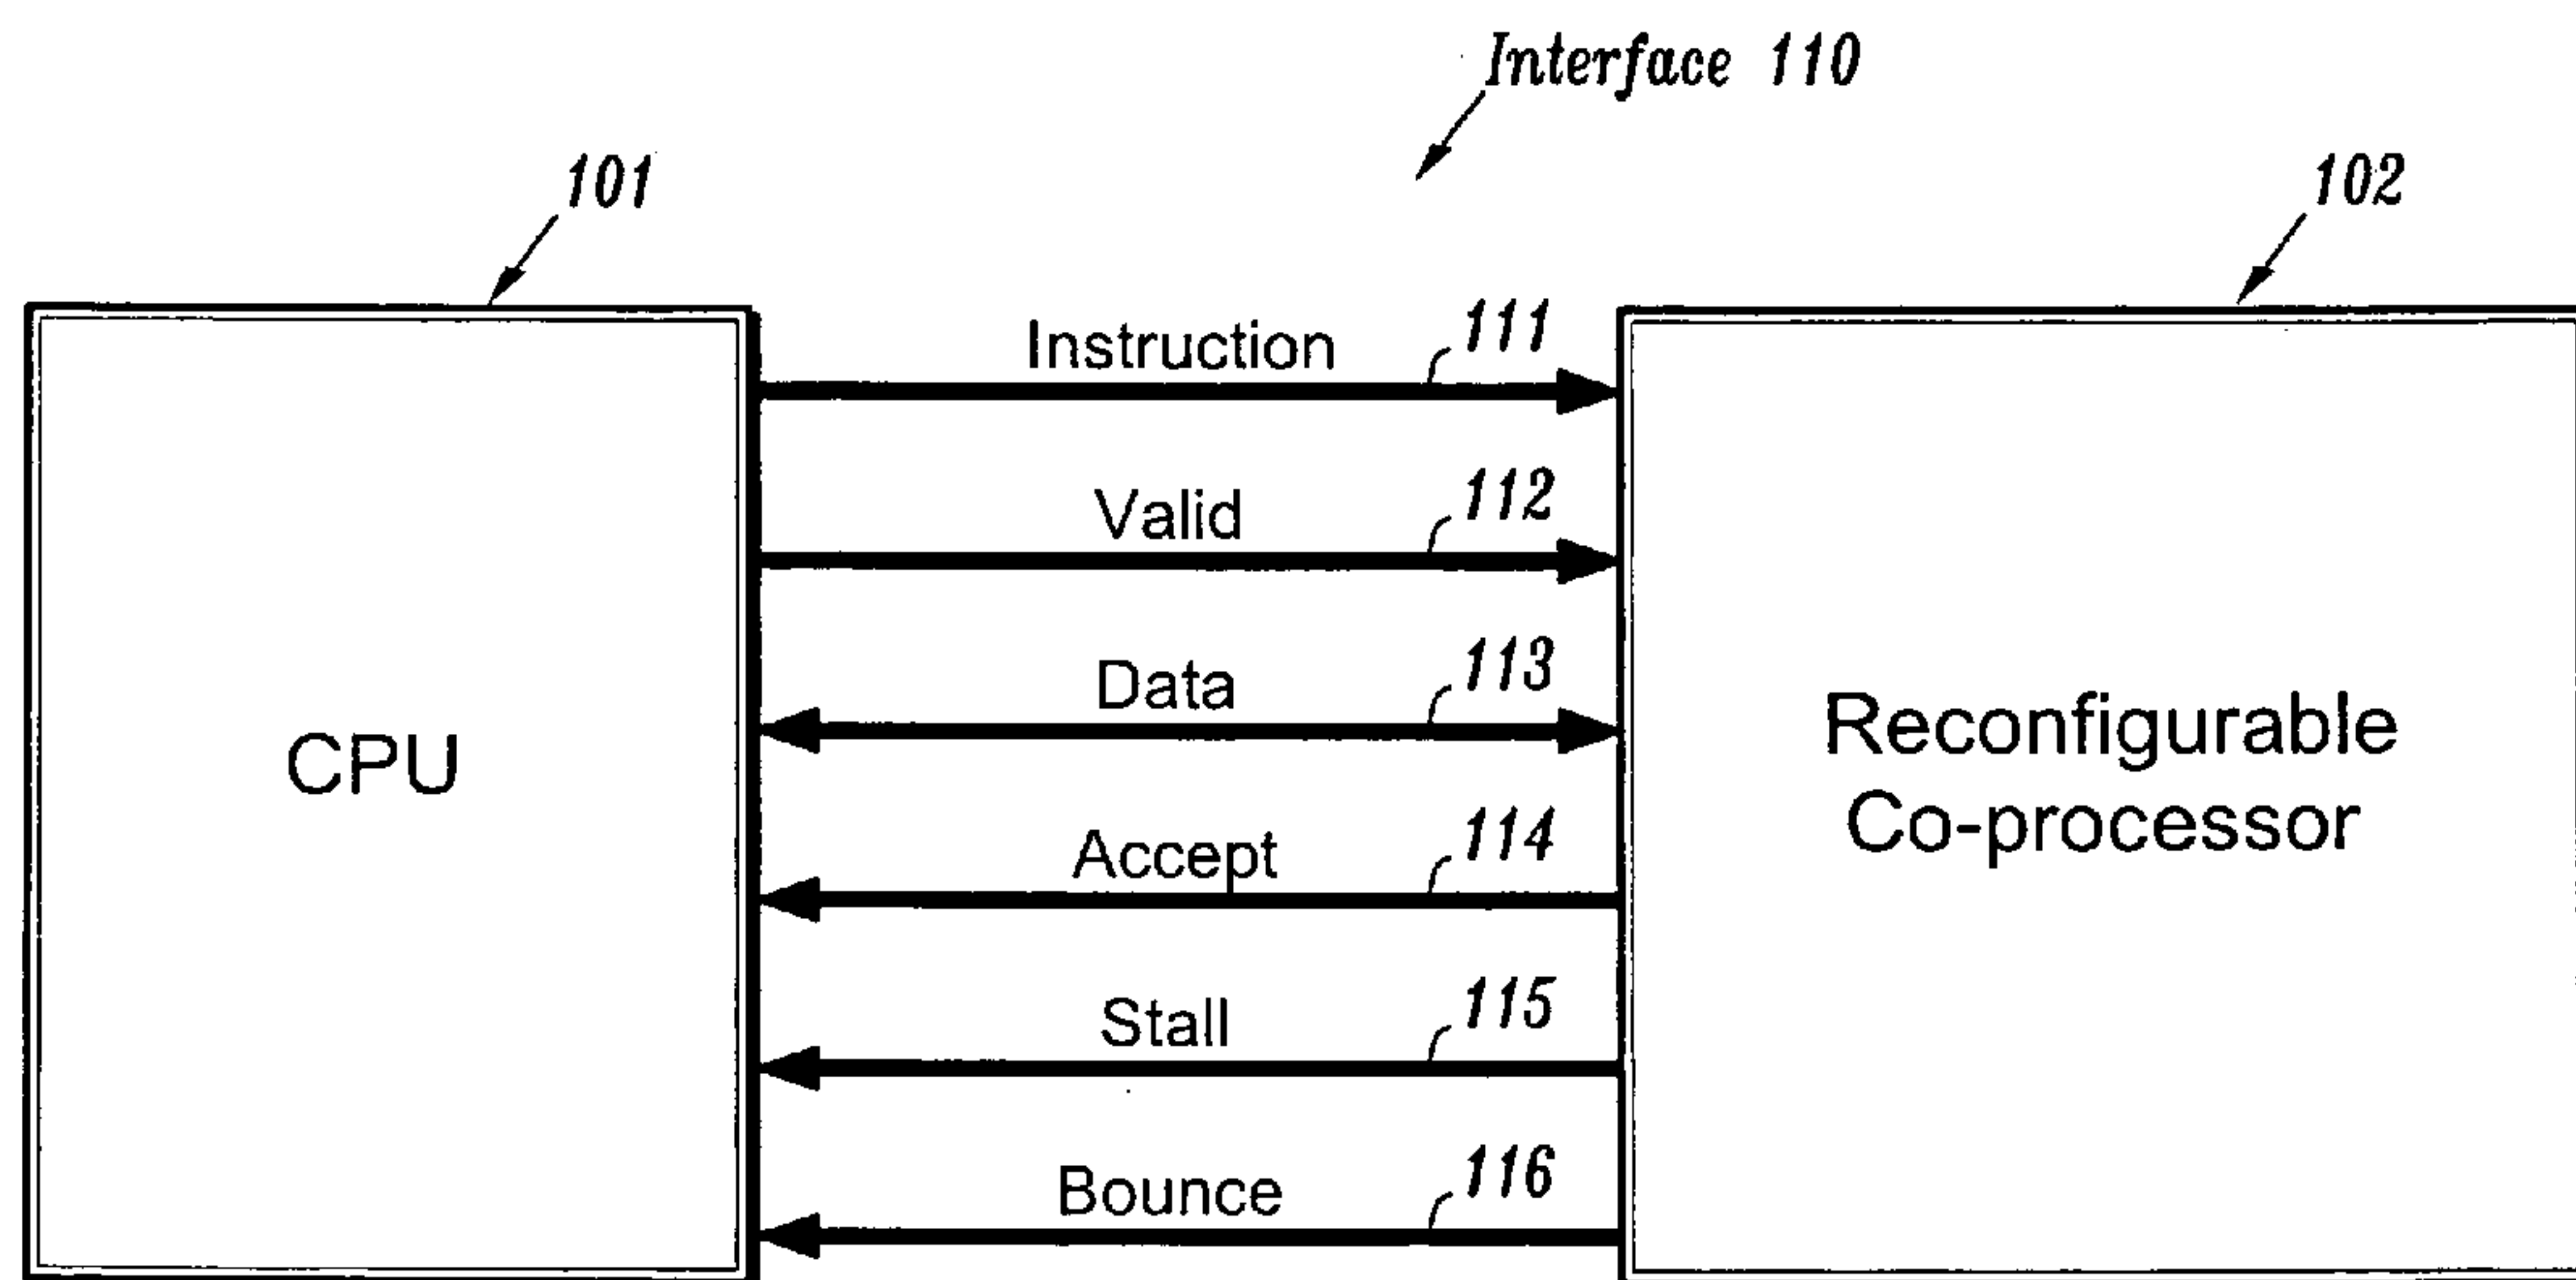 Interface 110
101
102
Instruction 111
Valid 112
Data 113
Accept 114
Stall 115
Bounce 116
CPU
Reconfigurable
Co-processor